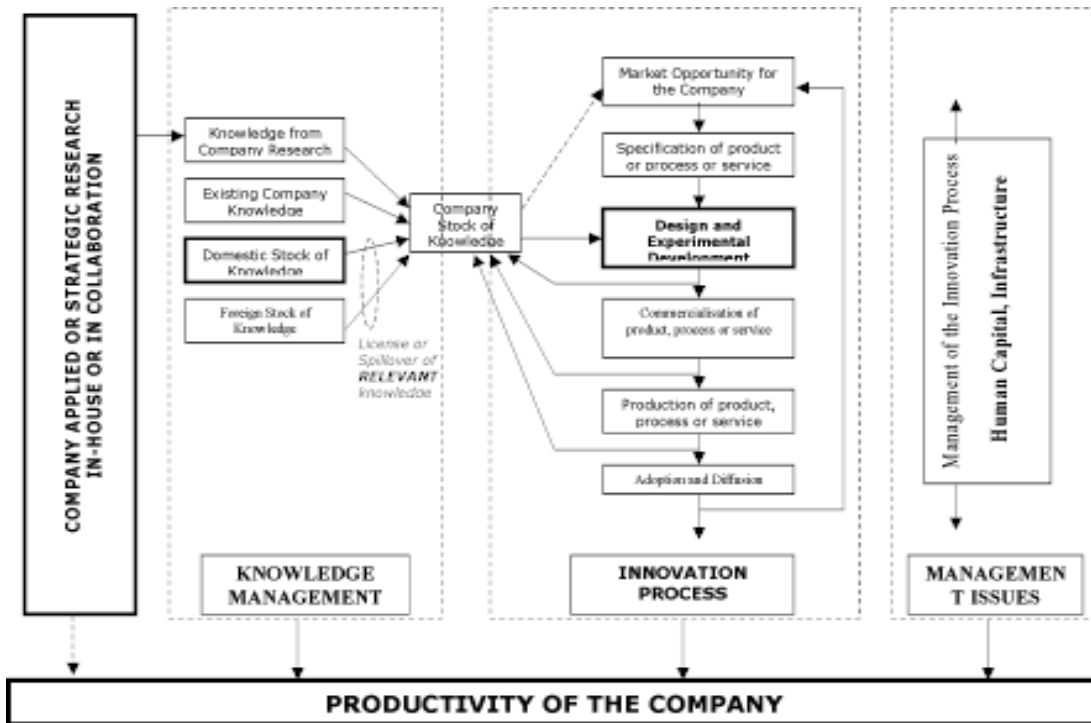 COMPANY APPLIED OR STRATEGIC RESEARCH
IN-HOUSE OR IN COLLABORATION
Knowledge from
Company Research
Existing Company
Knowledge
Domestic Stock of
Knowledge
Foreign Stock of
Knowledge
License or
Spillover of
RELEVANT
knowledge
Company
Stock of
Knowledge
KNOWLEDGE
MANAGEMENT
Market Opportunity for
the Company
Specification of product
or process or service
Design and
Experimental
Development
Commercialisation of
product, process or service
Production of product,
process or service
Adoption and Diffusion
INNOVATION
PROCESS
Management of the Innovation Process
Human Capital, Infrastructure
MANAGEMEN
T ISSUES
PRODUCTIVITY OF THE COMPANY